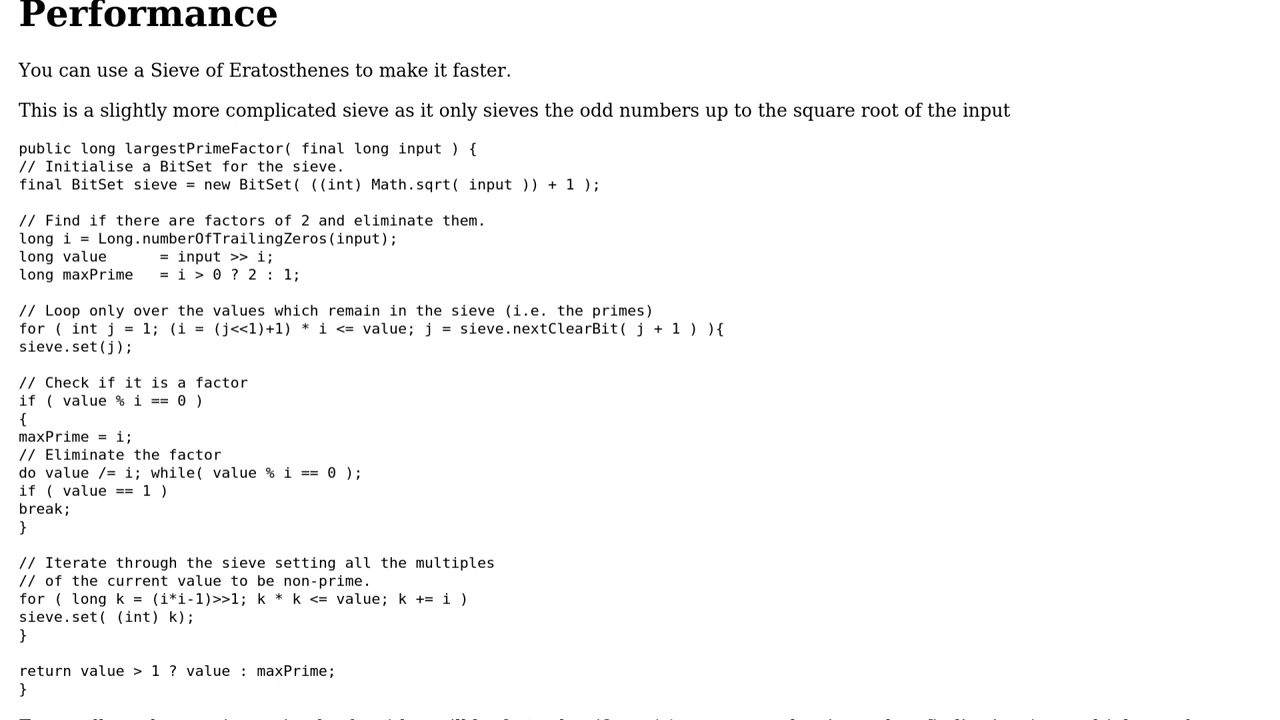 Performance
You can use a Sieve of Eratosthenes to make it faster.
This is a slightly more complicated sieve as it only sieves the odd numbers up to the square root of the input
public long largestPrimeFactor( final long input ) {
// Initialise a BitSet for the sieve.
final BitSet sieve = new BitSet( ((int) Math.sqrt( input )) + 1 );
// Find if there are factors of 2 and eliminate them.
long i = Long.numberOfTrailingZeros(input);
long value      = input >> i;
long maxPrime   = i > 0 ? 2 : 1;
// Loop only over the values which remain in the sieve (i.e. the primes)
for ( int j = 1; (i = (j<<1)+1) * i <= value; j = sieve.nextClearBit( j + 1 ) ){
sieve.set(j);
// Check if it is a factor
if ( value % i == 0 )
{
maxPrime = i;
// Eliminate the factor
do value /= i; while( value % i == 0 );
if ( value == 1 )
break;
}
// Iterate through the sieve setting all the multiples
// of the current value to be non-prime.
for ( long k = (i*i-1)>>1; k * k <= value; k += i )
sieve.set( (int) k);
}
return value > 1 ? value : maxPrime;
}